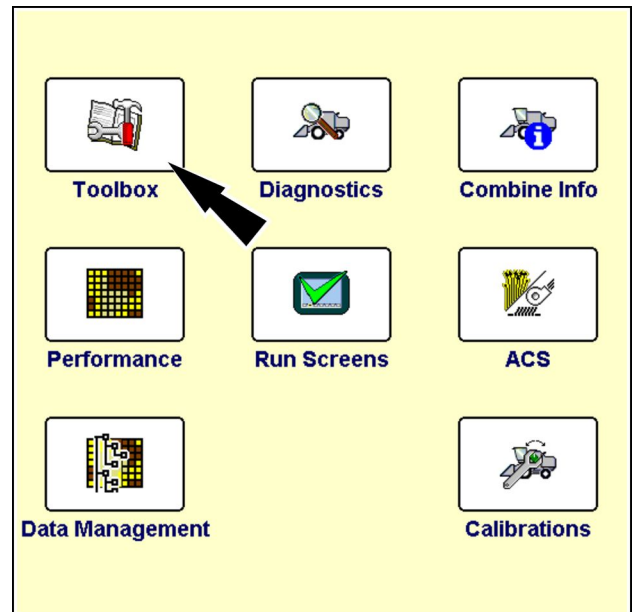 Toolbox
Diagnostics
Combine Info
Performance
Run Screens
ACS
Data Management
Calibrations